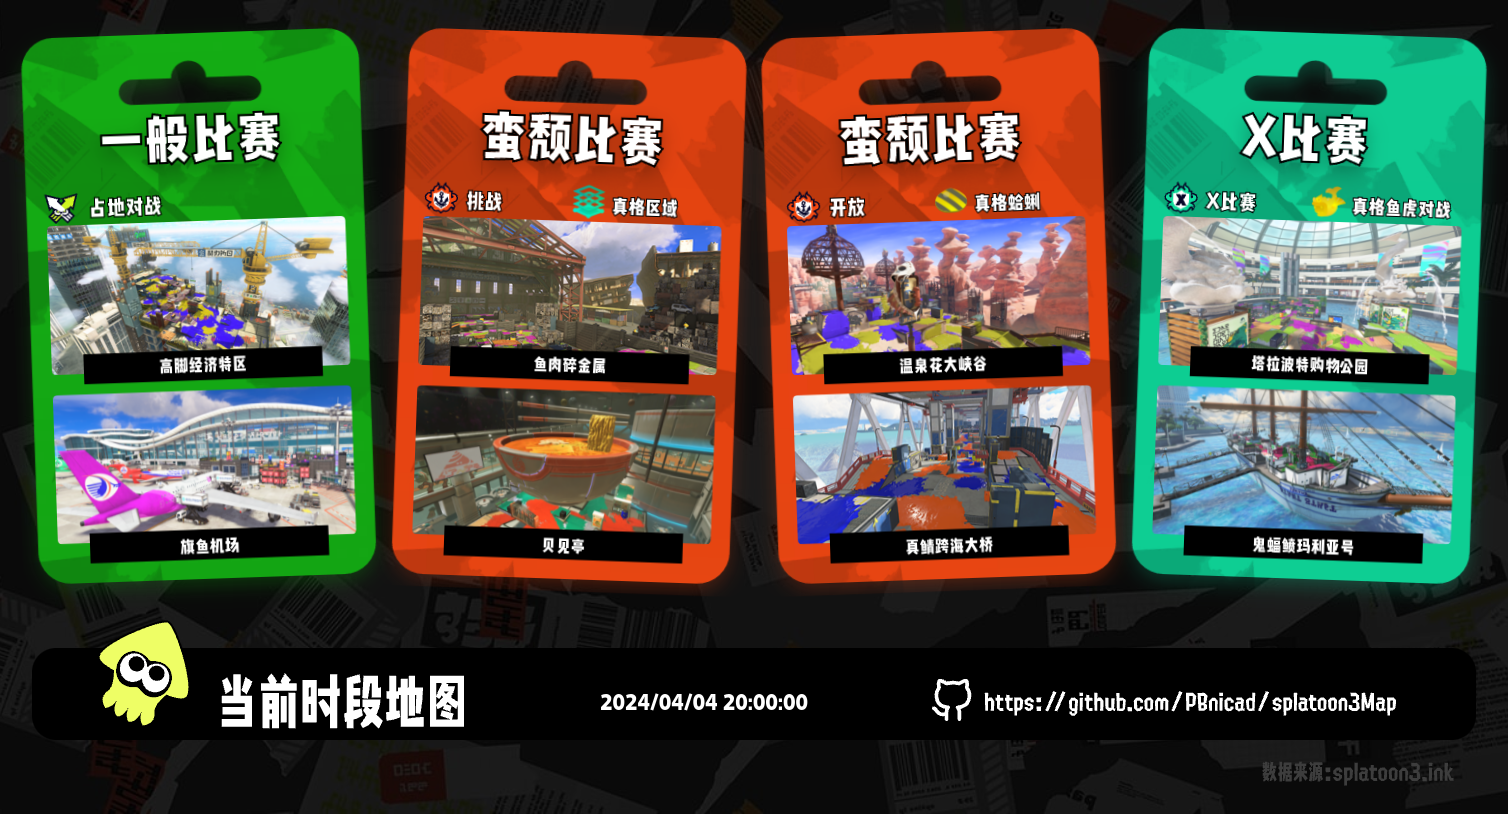 一般比赛
占地对战
高脚经济特区
旗鱼机场
蛮颓比赛
挑战
真格区域
鱼肉碎金属
贝见亭
蛮颓比赛
开放
真格蛤蜊
温泉花大峡谷
真鲭跨海大桥
X比赛
X比赛
真格鱼虎对战
塔拉波特购物公园
鬼蝠鲼玛利亚号
当前时段地图
2024/04/04 20:00:00
https://github.com/PBnicad/splatoon3Map
数据来源:splatoon3.ink